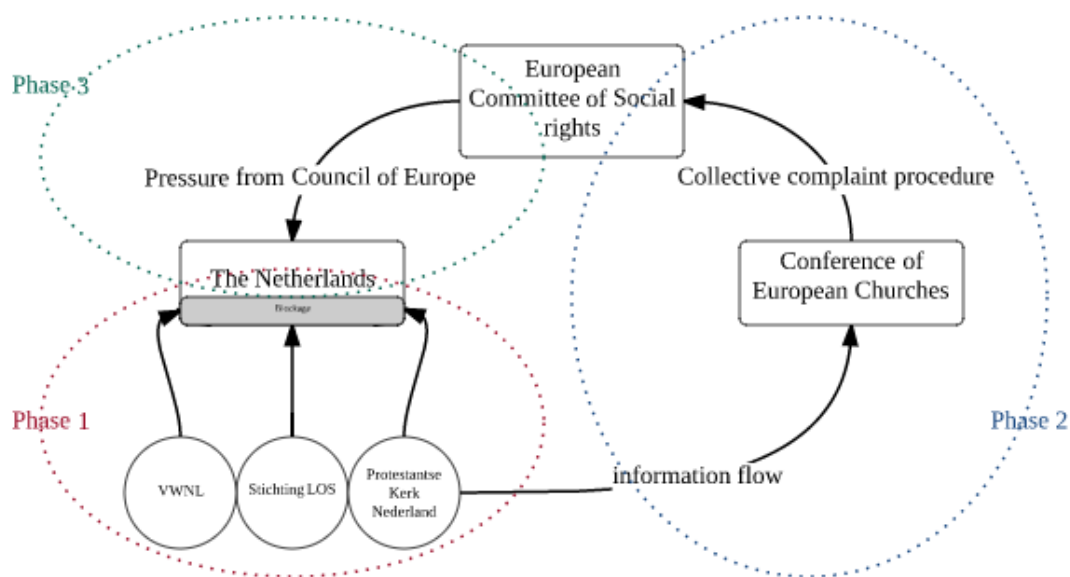 European
Committee of Social
rights
Phase 3
Pressure from Council of Europe
Collective complaint procedure
The Netherlands
Blockage
Conference of
European Churches
Phase 1
Phase 2
VWNL
Stichting LOS
Protestantse
Kerk
Nederland
information flow